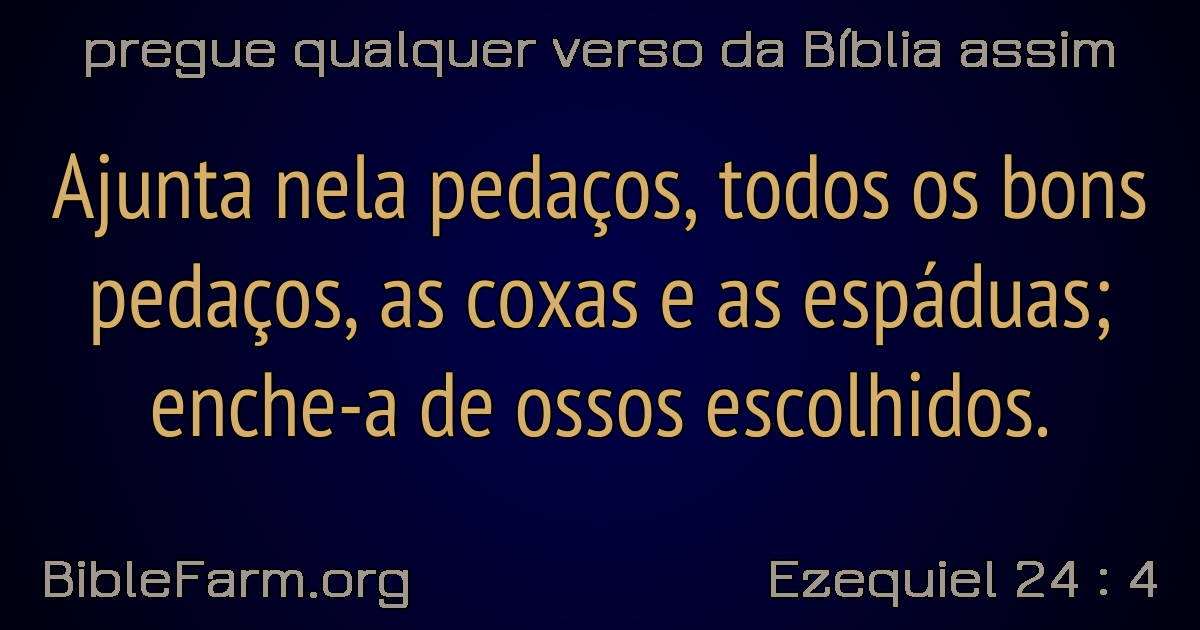 pregue qualquer verso da Bíblia assim
Ajunta nela pedaços, todos os bons
pedaços, as coxas e as espáduas;
enche-a de ossos escolhidos.
BibleFarm.org
Ezequiel 24 : 4